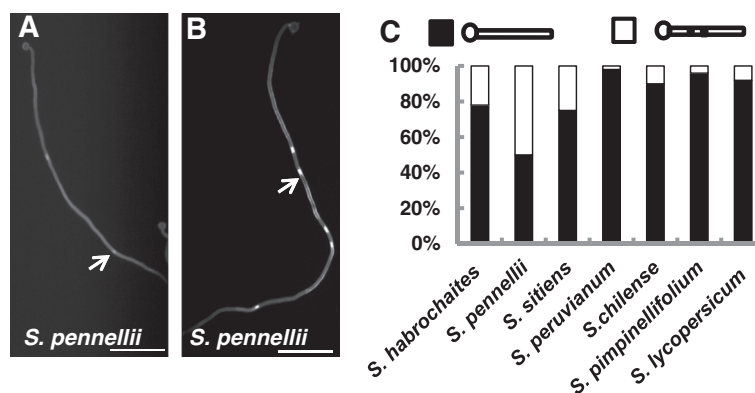 A
B
C
S. pennellii
S. pennellii
100%
80%
60%
40%
20%
0%
S. habrochaites
S. pennellii
S. sitiens
S. peruvianum
S.chilense
S. pimpinellifolium
S. lycopersicum